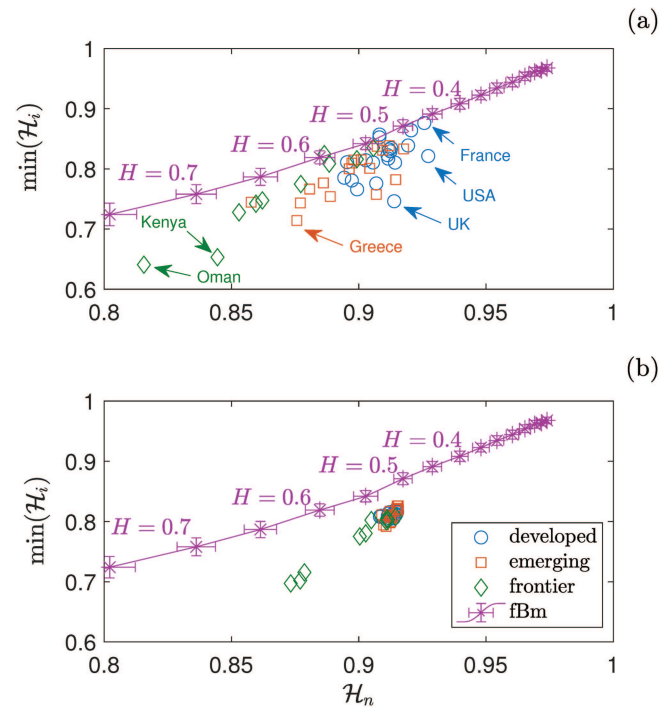 (a)
1
0.9
0.8
0.7
0.6
min(ℋᵢ)
H = 0.4
H = 0.5
H = 0.6
H = 0.7
France
USA
UK
Kenya
Greece
Oman
0.8
0.85
0.9
0.95
1
(b)
1
0.9
0.8
0.7
0.6
min(ℋᵢ)
H = 0.4
H = 0.5
H = 0.6
H = 0.7
developed
emerging
frontier
fBm
0.8
0.85
0.9
0.95
1
ℋₙ